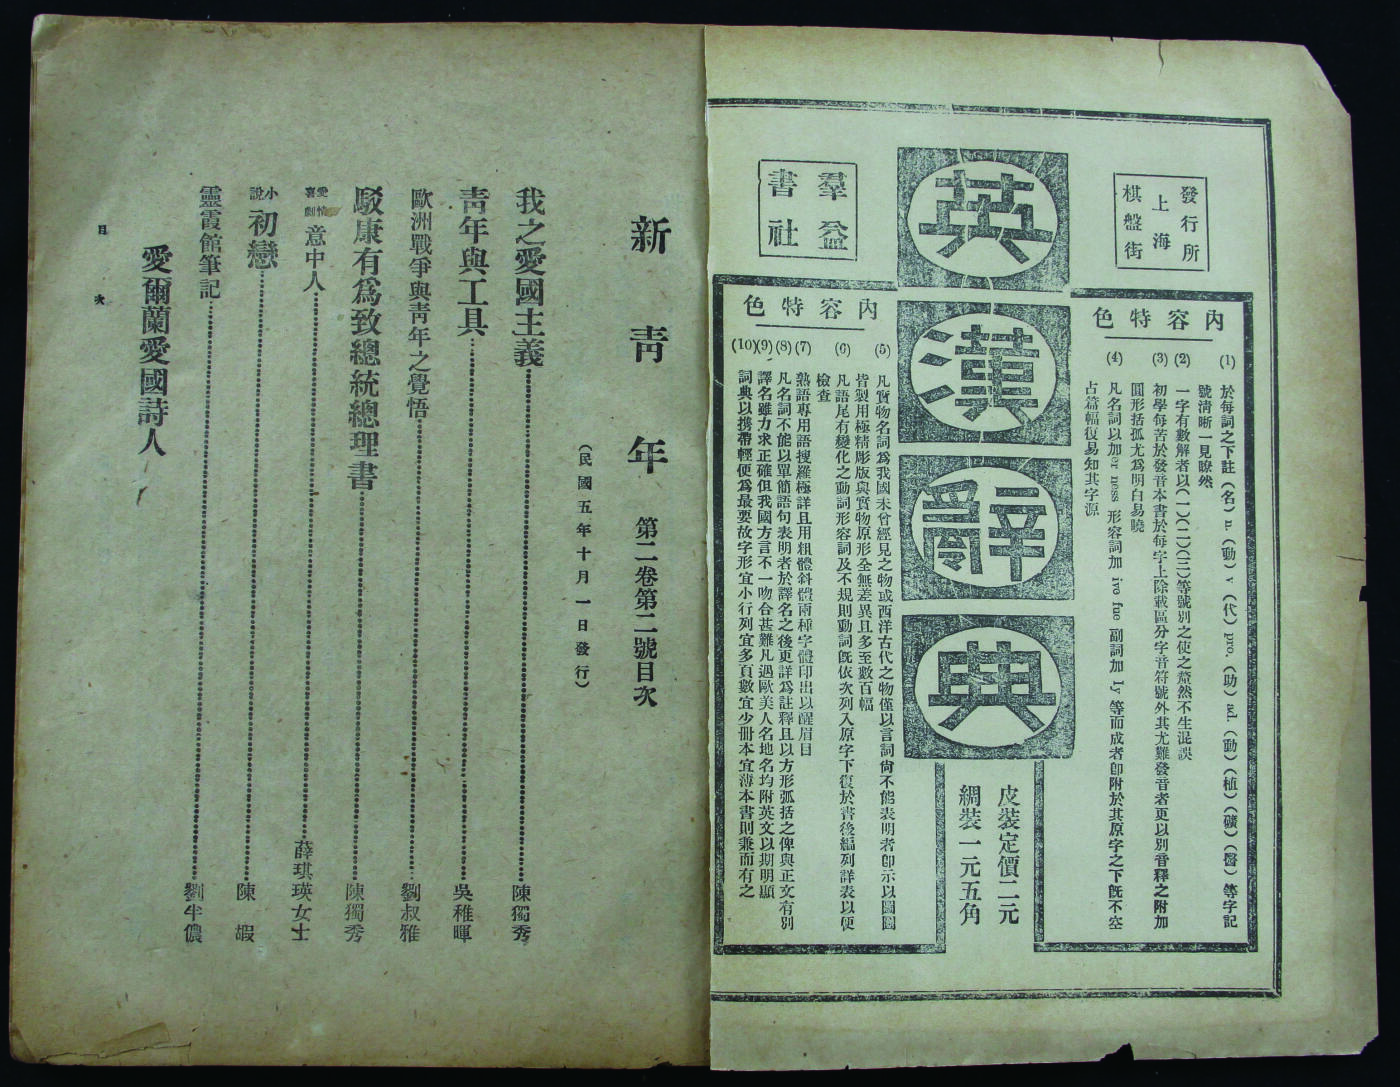 發行所
上海
棋盤街
英漢辭典
羣益
書社
內容特色
(1) 於每詞之下註（名）n.（動）v（代）pro.（助）ad.（動）（植）（礦）（醫）等字記
號清晰一見瞭然
(2) 一字有數解者以(一)(二)(三)等號別之使之釐然不生混誤
(3) 初學每苦於發音本書於每字上除載區分字音符號外其尤難發音者更以別音釋之附加
圓形括孤尤爲明白易曉
(4) 凡名詞以加er ness 形容詞加 ive fue 副詞加 ly 等而成者卽附於其原字之下旣不空
占篇幅復易知其字源
皮裝定價二元
綢裝一元五角
內容特色
(5) 凡實物名詞爲我國未曾經見之物或西洋古代之物僅以言詞尙不能表明者卽示以圖圖
皆製用極精彫版與實物原形全無差異且多至數百幅
(6) 凡語尾有變化之動詞形容詞及不規則動詞旣依次列入原字下復於書後編列詳表以便
檢查
(7) 熟語專用語搜羅極詳且用粗體斜體兩種字體印出以醒眉目
(8) 凡名詞不能以單簡語句表明者於譯名之後更詳爲註釋且以方形弧括之俾與正文有別
(9) 譯名雖力求正確但我國方言不一吻合甚難凡遇歐美人名地名均附英文以期明顯
(10) 詞典以携帶輕便爲最要故字形宜小行列宜多頁數宜少册本宜薄本書則兼而有之
新靑年 第二卷第二號目次
（民國五年十月一日發行）
我之愛國主義 陳獨秀
靑年與工具 吳稚暉
歐洲戰爭與靑年之覺悟 劉叔雅
駁康有爲致總統總理書 陳獨秀
愛情喜劇 意中人 薛琪瑛女士
小說 初戀 陳嘏
靈霞館筆記 劉半儂
愛爾蘭愛國詩人
目次